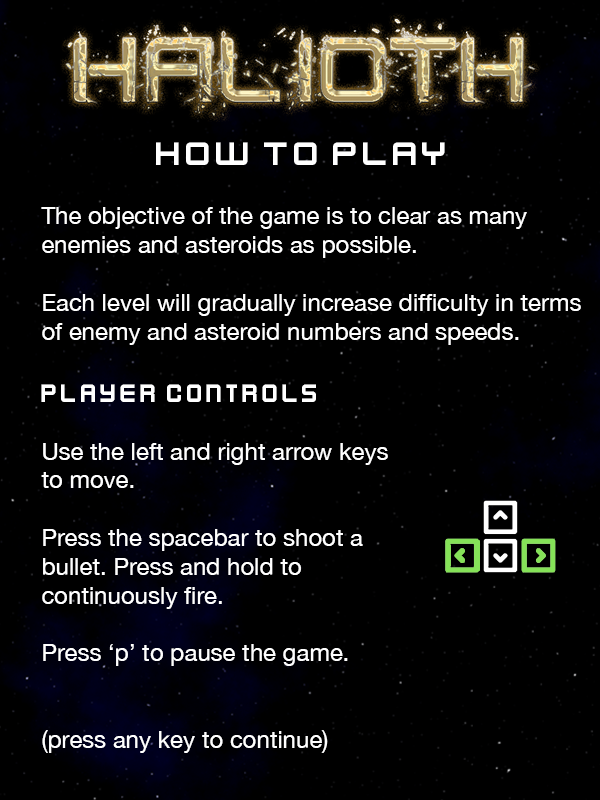 HALIOTH
HOW TO PLAY
The objective of the game is to clear as many
enemies and asteroids as possible.
Each level will gradually increase difficulty in terms
of enemy and asteroid numbers and speeds.
PLAYER CONTROLS
Use the left and right arrow keys
to move.
Press the spacebar to shoot a
bullet. Press and hold to
continuously fire.
Press ‘p’ to pause the game.
(press any key to continue)